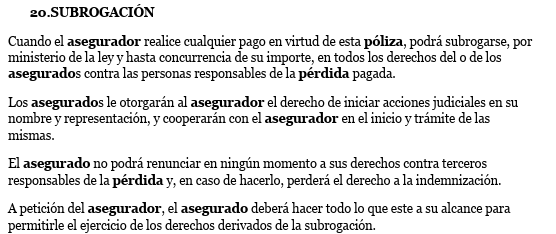 20.SUBROGACIÓN
Cuando el asegurador realice cualquier pago en virtud de esta póliza, podrá subrogarse, por
ministerio de la ley y hasta concurrencia de su importe, en todos los derechos del o de los
asegurados contra las personas responsables de la pérdida pagada.
Los asegurados le otorgarán al asegurador el derecho de iniciar acciones judiciales en su
nombre y representación, y cooperarán con el asegurador en el inicio y trámite de las
mismas.
El asegurado no podrá renunciar en ningún momento a sus derechos contra terceros
responsables de la pérdida y, en caso de hacerlo, perderá el derecho a la indemnización.
A petición del asegurador, el asegurado deberá hacer todo lo que este a su alcance para
permitirle el ejercicio de los derechos derivados de la subrogación.